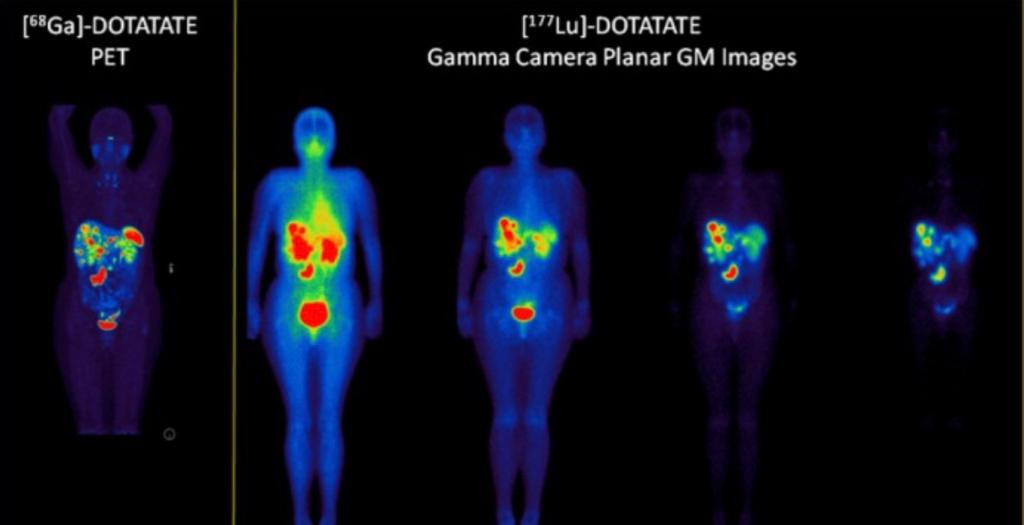 [⁶⁸Ga]-DOTATATE
PET
[¹⁷⁷Lu]-DOTATATE
Gamma Camera Planar GM Images